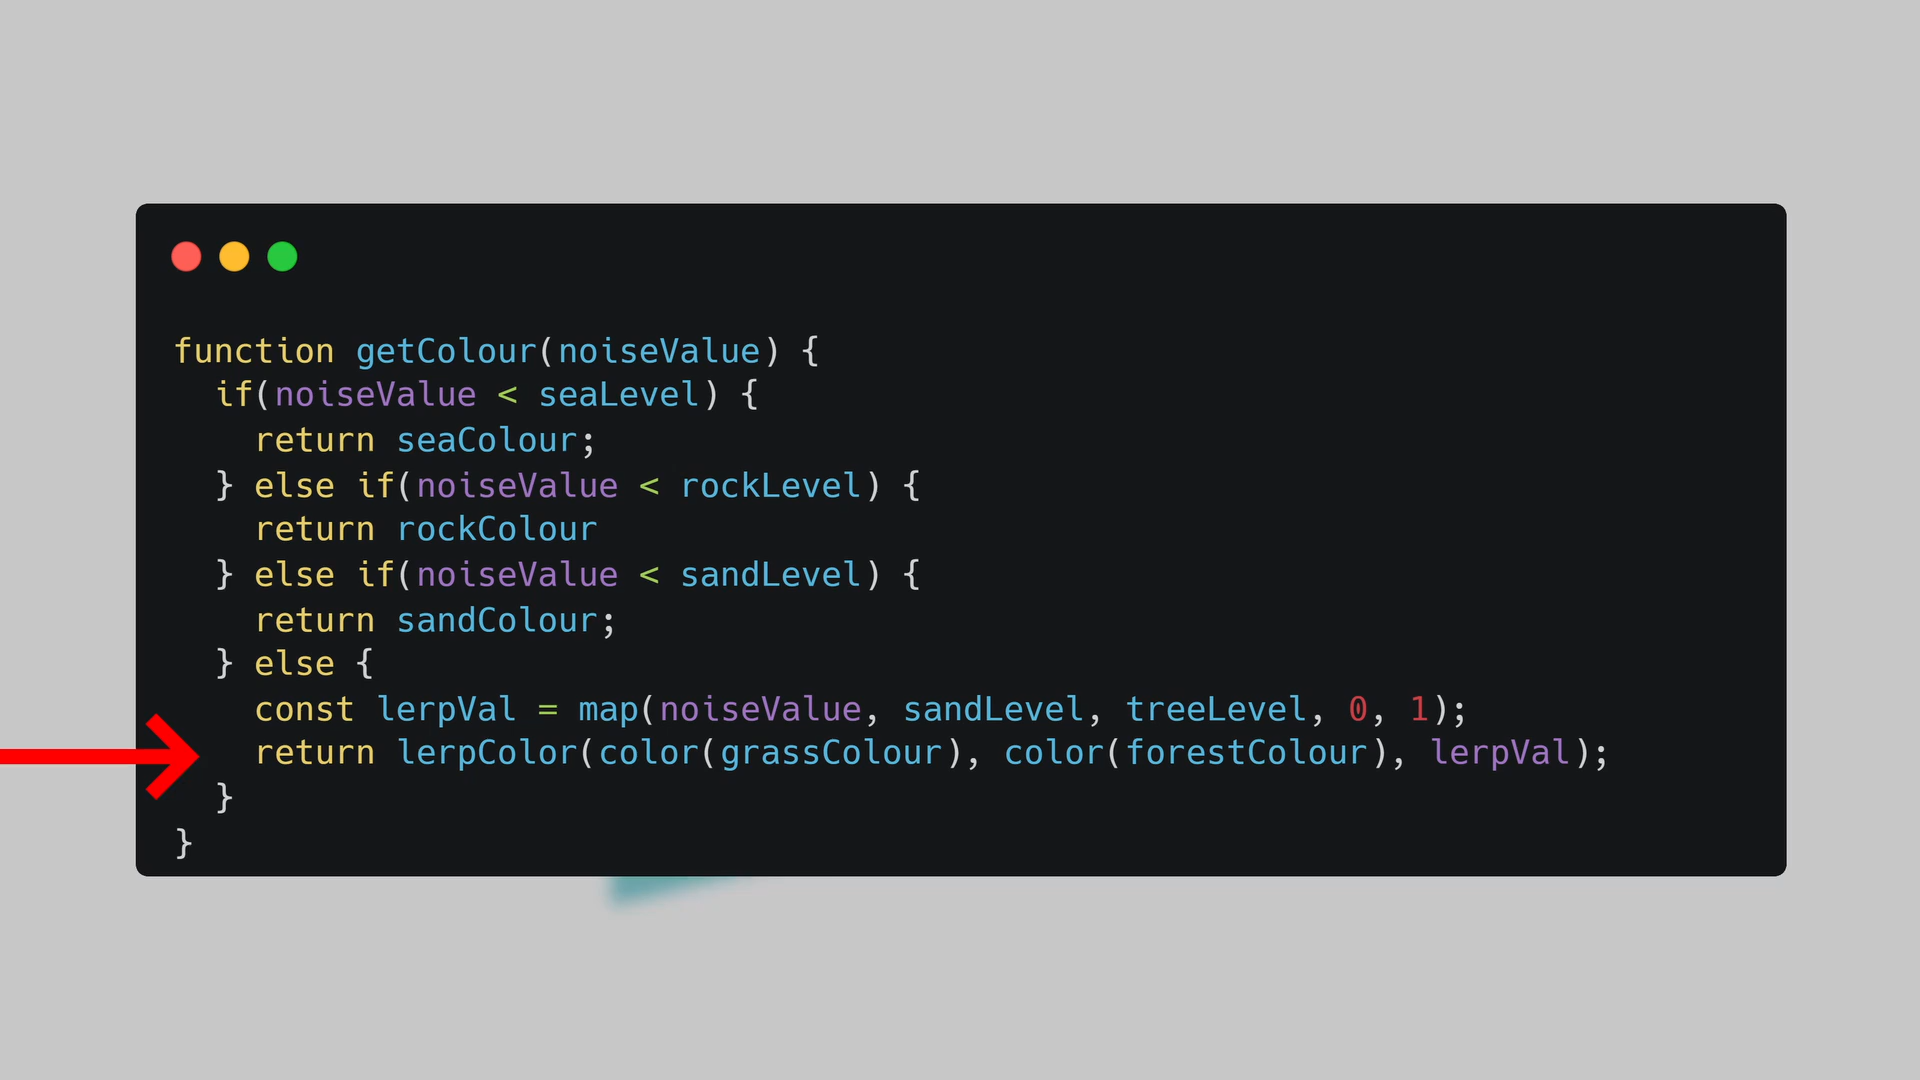 function getColour(noiseValue) {
  if(noiseValue < seaLevel) {
    return seaColour;
  } else if(noiseValue < rockLevel) {
    return rockColour
  } else if(noiseValue < sandLevel) {
    return sandColour;
  } else {
    const lerpVal = map(noiseValue, sandLevel, treeLevel, 0, 1);
    return lerpColor(color(grassColour), color(forestColour), lerpVal);
  }
}